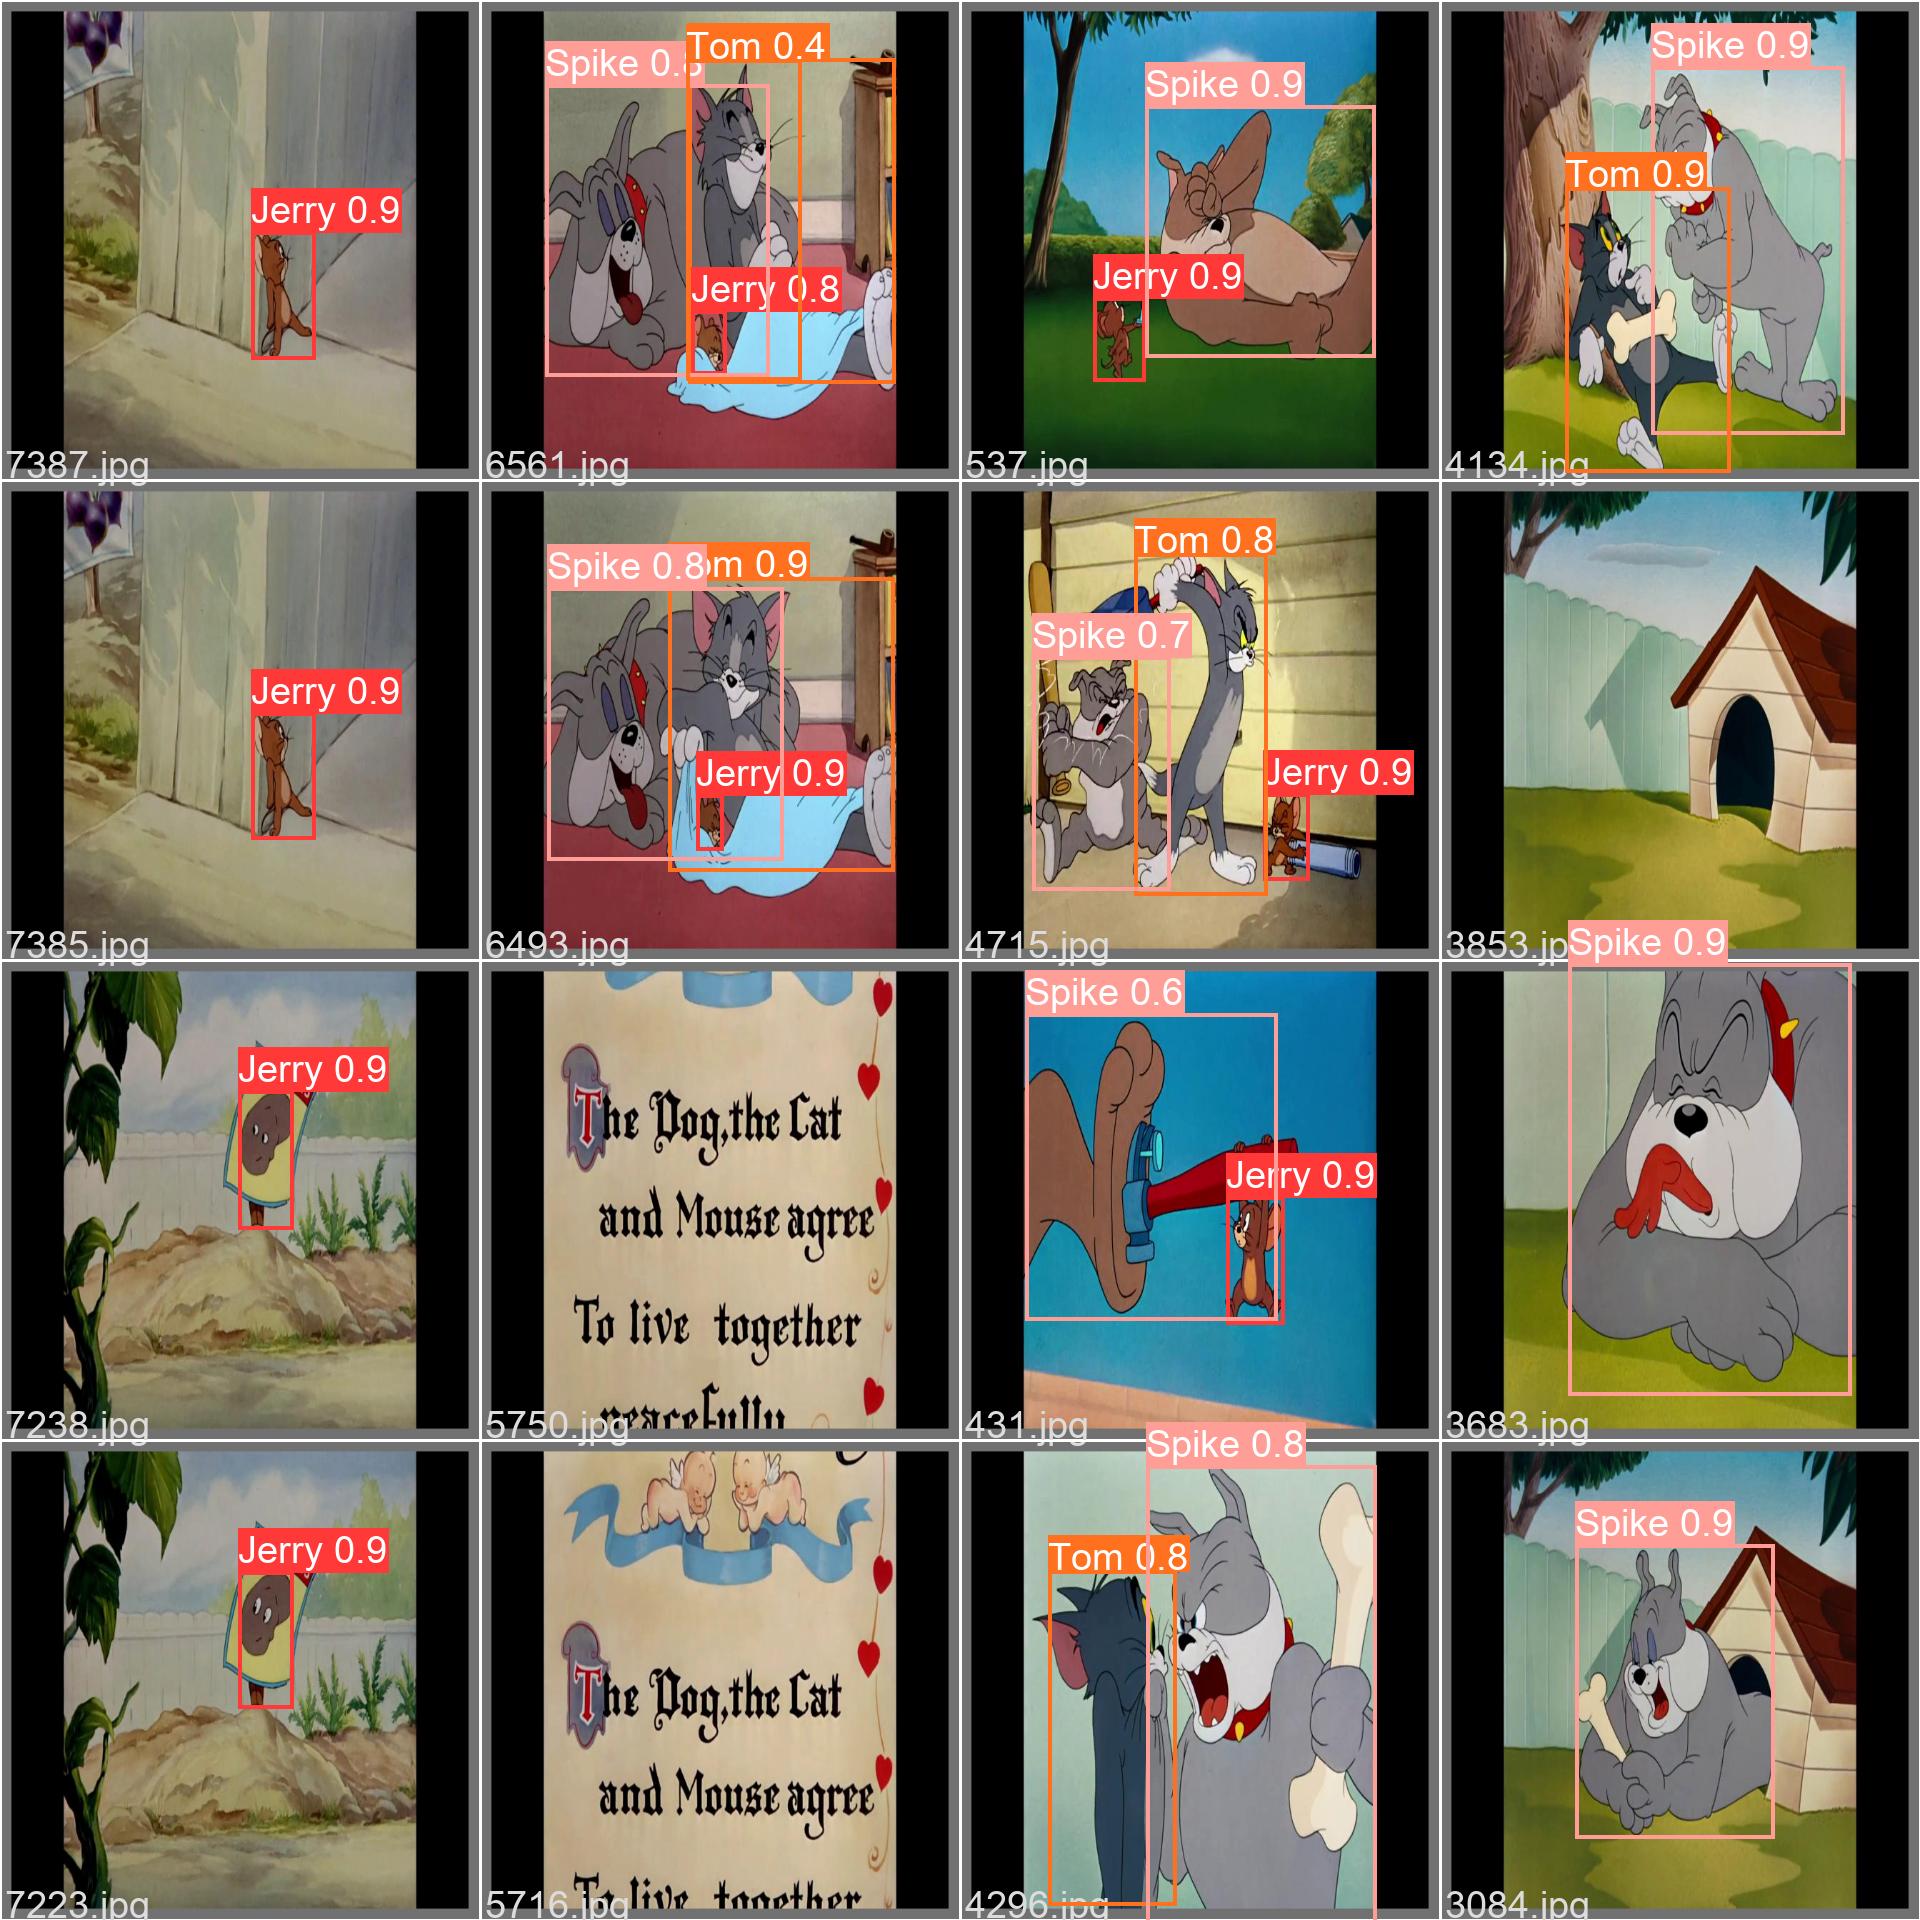 Jerry 0.9
7387.jpg
Spike 0.8
Tom 0.4
Jerry 0.8
6561.jpg
Spike 0.9
Jerry 0.9
537.jpg
Spike 0.9
Tom 0.9
4134.jpg
Jerry 0.9
7385.jpg
Spike 0.8
om 0.9
Jerry 0.9
6493.jpg
Tom 0.8
Spike 0.7
Jerry 0.9
4715.jpg
3853.jp
Jerry 0.9
7238.jpg
The Dog, the Cat
and Mouse agree
To live together
peacefully
5750.jpg
Spike 0.6
Jerry 0.9
431.jpg
Spike 0.9
3683.jpg
Jerry 0.9
7223.jpg
The Dog, the Cat
and Mouse agree
To live together
5716.jpg
Spike 0.8
Tom 0.8
4296.jpg
Spike 0.9
3084.jpg